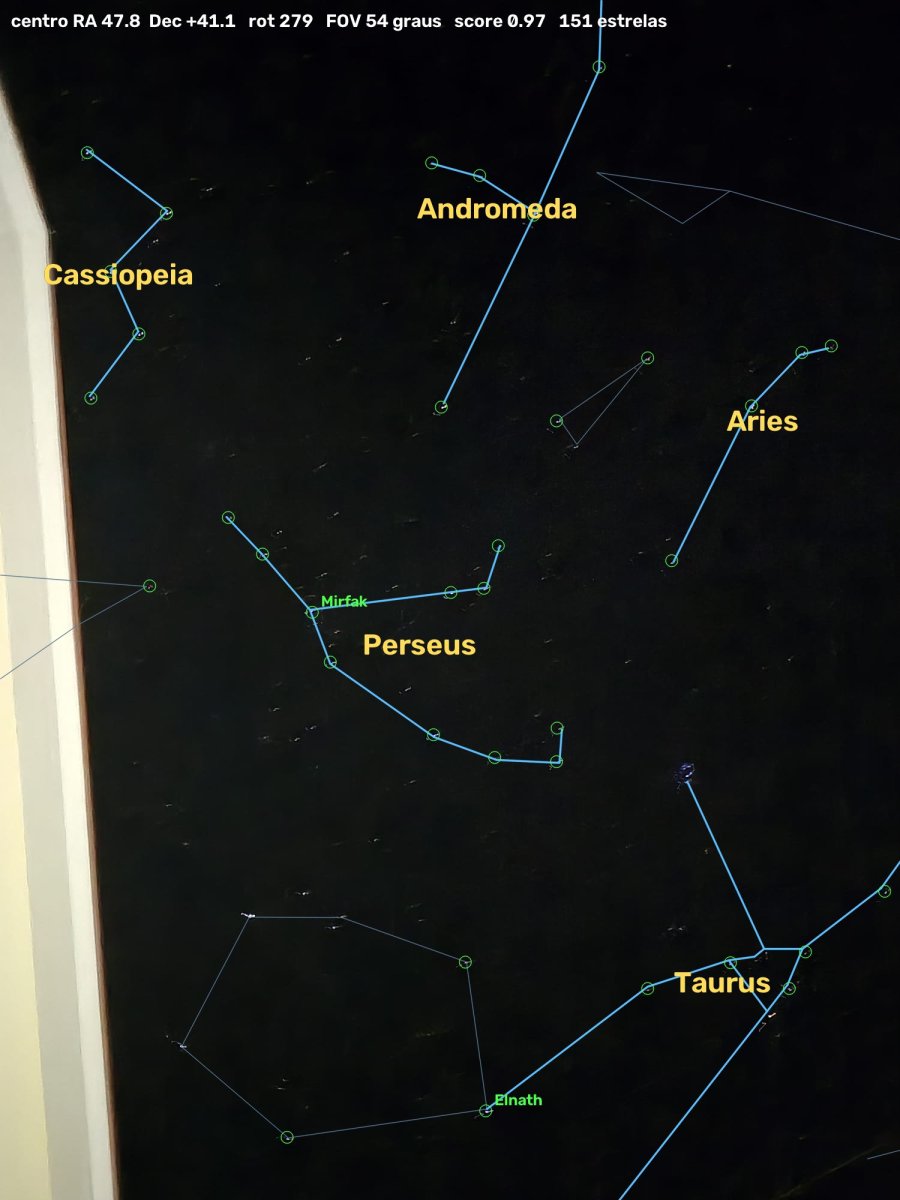 centro RA 47.8 Dec +41.1 rot 279 FOV 54 graus score 0.97 151 estrelas
Andromeda
Cassiopeia
Aries
Mirfak
Perseus
Taurus
Elnath